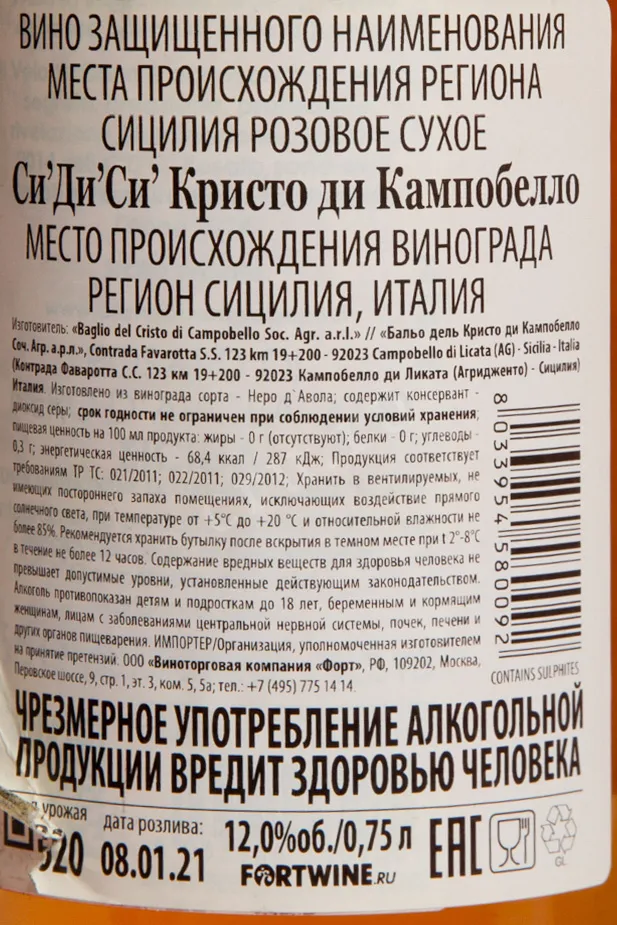 ВИНО ЗАЩИЩЕННОГО НАИМЕНОВАНИЯ
МЕСТА ПРОИСХОЖДЕНИЯ РЕГИОНА
СИЦИЛИЯ РОЗОВОЕ СУХОЕ
Си’Ди’Си’ Кристо ди Кампобелло
МЕСТО ПРОИСХОЖДЕНИЯ ВИНОГРАДА
РЕГИОН СИЦИЛИЯ, ИТАЛИЯ
Изготовитель: «Baglio del Cristo di Campobello Soc. Agr. a.r.l.» // «Бальо дель Кристо ди Кампобелло
Соч. Агр. а.р.л.», Contrada Favarotta S.S. 123 km 19+200 - 92023 Campobello di Licata (AG) - Sicilia - Italia
(Контрада Фаваротта С.С. 123 км 19+200 - 92023 Кампобелло ди Ликата (Агридженто) - Сицилия)
Италия. Изготовлено из винограда сорта - Неро д`Авола; содержит консервант -
диоксид серы; срок годности не ограничен при соблюдении условий хранения;
пищевая ценность на 100 мл продукта: жиры - 0 г (отсутствуют); белки - 0 г; углеводы -
0,3 г; энергетическая ценность - 68,4 ккал / 287 кДж; Продукция соответствует
требованиям ТР ТС: 021/2011; 022/2011; 029/2012; Хранить в вентилируемых, не
имеющих постороннего запаха помещениях, исключающих воздействие прямого
солнечного света, при температуре от +5°С до +20 °С и относительной влажности не
более 85%. Рекомендуется хранить бутылку после вскрытия в темном месте при t 2°-8°С
в течение не более 12 часов. Содержание вредных веществ для здоровья человека не
превышает допустимые уровни, установленные действующим законодательством.
Алкоголь противопоказан детям и подросткам до 18 лет, беременным и кормящим
женщинам, лицам с заболеваниями центральной нервной системы, почек, печени и
других органов пищеварения. ИМПОРТЕР/Организация, уполномоченная изготовителем
на принятие претензий: ООО «Виноторговая компания «Форт», РФ, 109202, Москва,
Перовское шоссе, 9, стр. 1, эт. 3, ком. 5, 5а; тел.: +7 (495) 775 14 14.
8 033954 580092
CONTAINS SULPHITES
ЧРЕЗМЕРНОЕ УПОТРЕБЛЕНИЕ АЛКОГОЛЬНОЙ
ПРОДУКЦИИ ВРЕДИТ ЗДОРОВЬЮ ЧЕЛОВЕКА
урожая дата розлива:
20 08.01.21
12,0%об./0,75 л
FORTWINE.RU
EAC
GL